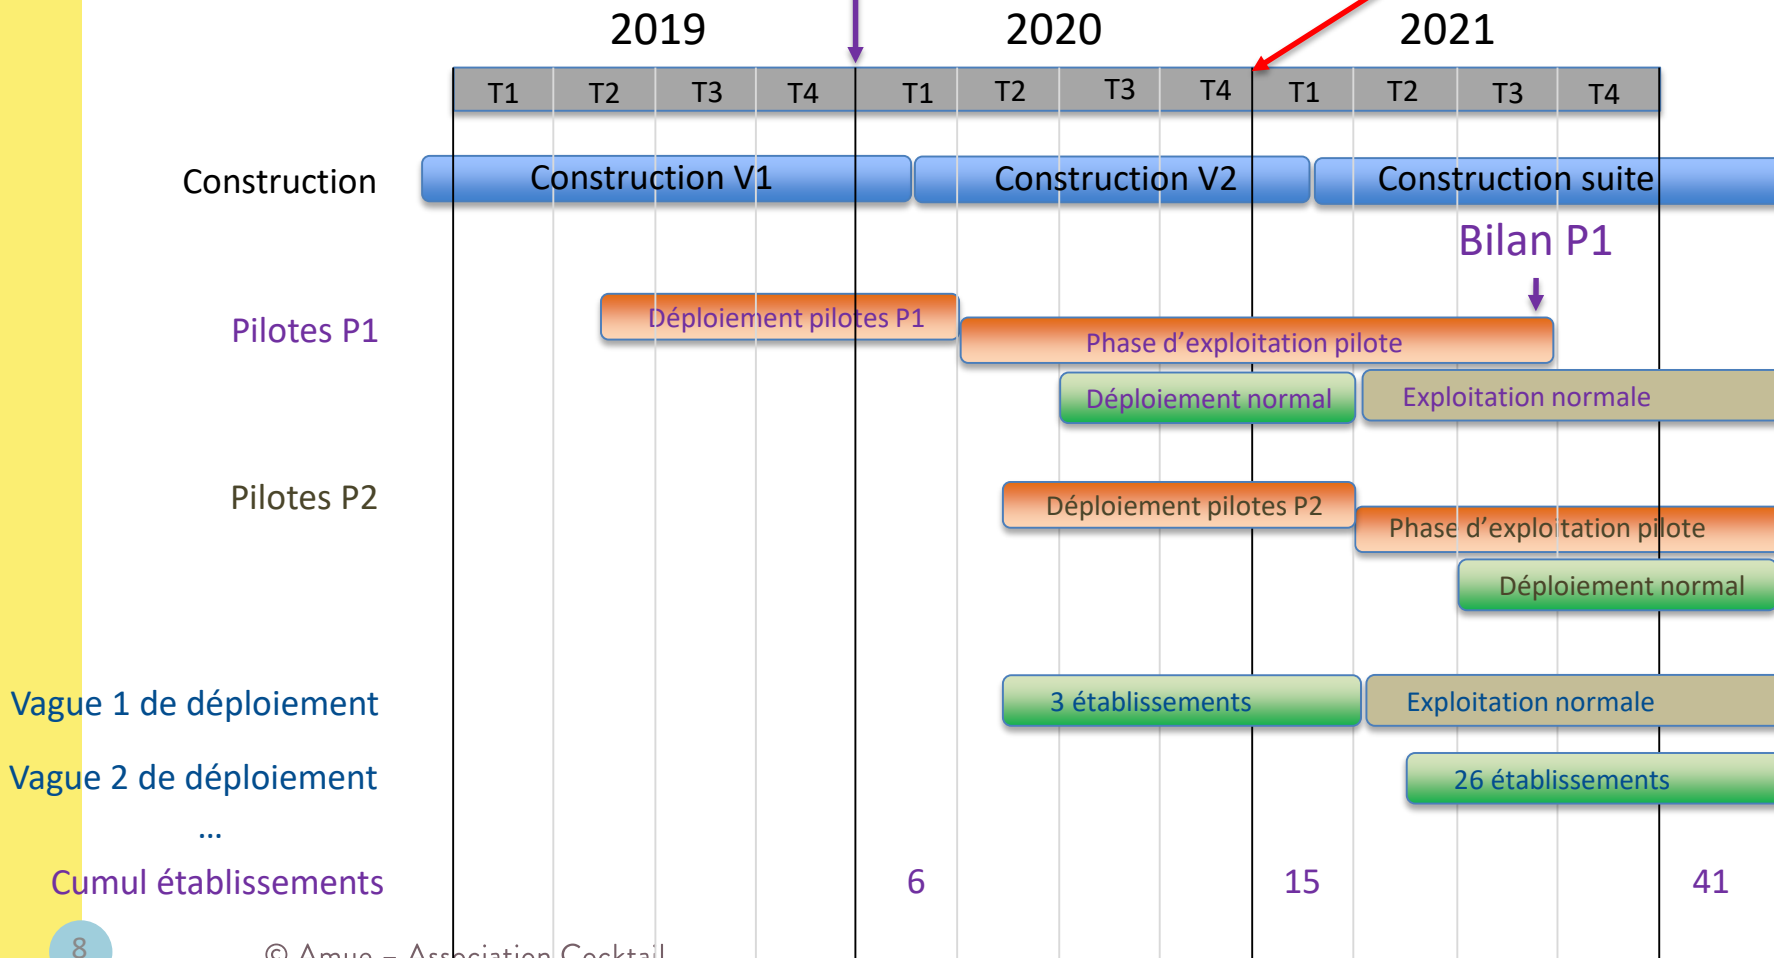 2019 2020 2021
T1 T2 T3 T4 T1 T2 T3 T4 T1 T2 T3 T4
Construction Construction V1 Construction V2 Construction suite
Bilan P1
Pilotes P1 Déploiement pilotes P1
Phase d’exploitation pilote
Déploiement normal Exploitation normale
Pilotes P2 Déploiement pilotes P2
Phase d’exploitation pilote
Déploiement normal
Vague 1 de déploiement 3 établissements Exploitation normale
Vague 2 de déploiement 26 établissements
...
Cumul établissements 6 15 41
8 © Amue – Association Cocktail